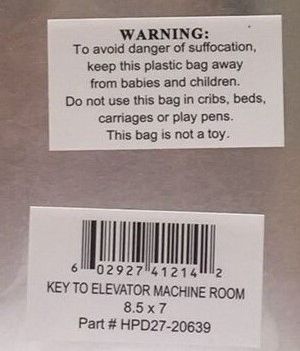 WARNING:
To avoid danger of suffocation,
keep this plastic bag away
from babies and children.
Do not use this bag in cribs, beds,
carriages or play pens.
This bag is not a toy.
6 02927 41214 2
KEY TO ELEVATOR MACHINE ROOM
8.5 x 7
Part # HPD27-20639